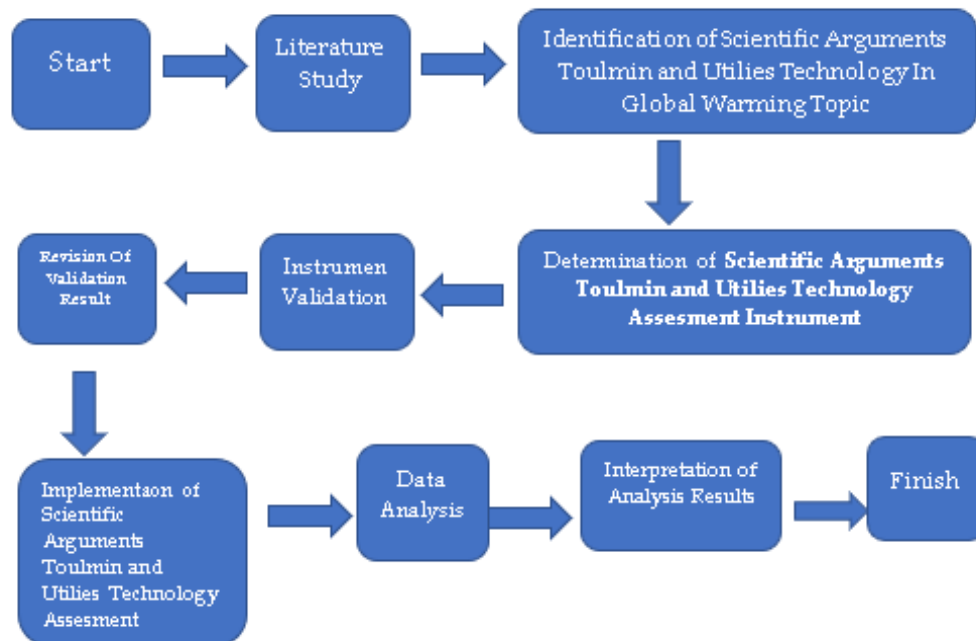 Start
Literature
Study
Identification of Scientific Arguments
Toulmin and Utilies Technology In
Global Warming Topic
Determination of Scientific Arguments
Toulmin and Utilies Technology
Assesment Instrument
Instrumen
Validation
Revision Of
Validation
Result
Implementaon of
Scientific
Arguments
Toulmin and
Utilies Technology
Assesment
Data
Analysis
Interpretation of
Analysis Results
Finish